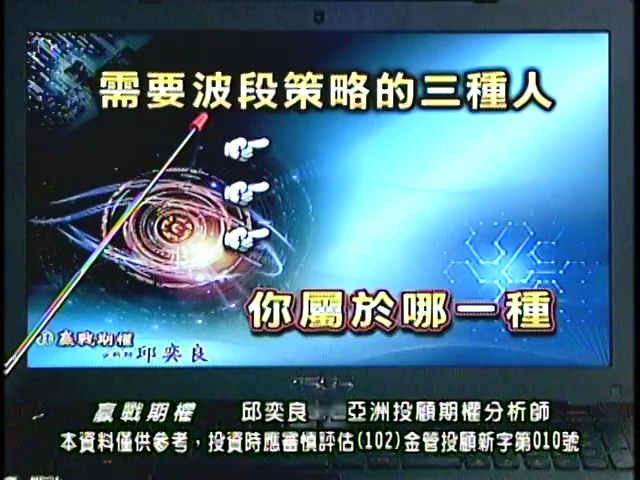 需要波段策略的三種人
你屬於哪一種
贏戰期權
分析師 邱奕良
贏戰期權 邱奕良 亞洲投顧期權分析師
本資料僅供參考，投資時應審慎評估(102)金管投顧新字第010號